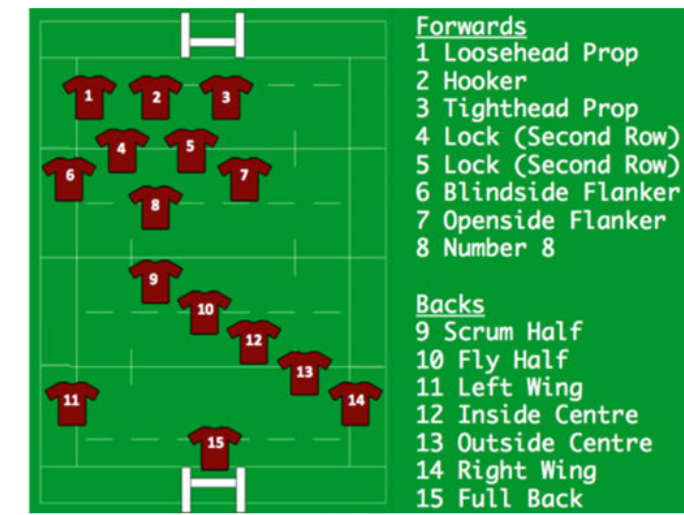 Forwards
1 Loosehead Prop
2 Hooker
3 Tighthead Prop
4 Lock (Second Row)
5 Lock (Second Row)
6 Blindside Flanker
7 Openside Flanker
8 Number 8
Backs
9 Scrum Half
10 Fly Half
11 Left Wing
12 Inside Centre
13 Outside Centre
14 Right Wing
15 Full Back
1 2 3
4 5
6 7
8
9
10
12
13
11 14
15